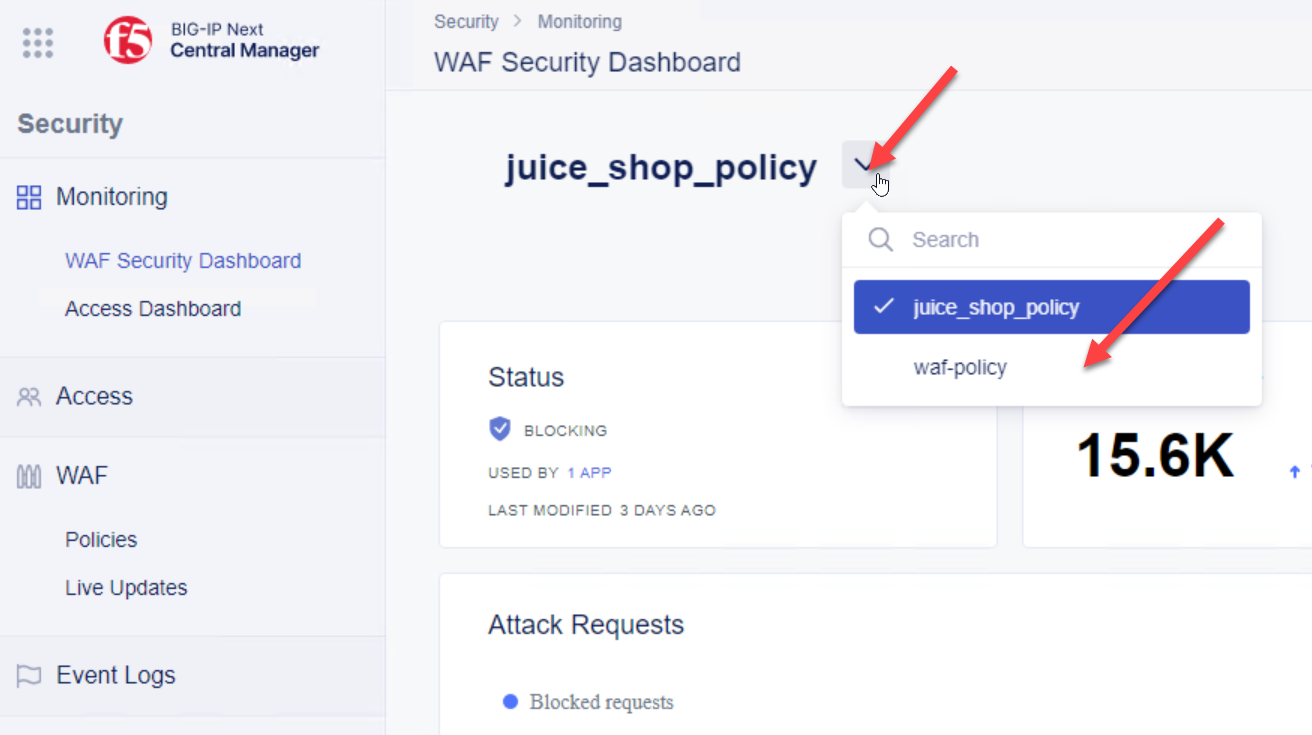 f5
BIG-IP Next
Central Manager
Security
Monitoring
WAF Security Dashboard
Access Dashboard
Access
WAF
Policies
Live Updates
Event Logs
Security > Monitoring
WAF Security Dashboard
juice_shop_policy
Search
juice_shop_policy
waf-policy
Status
BLOCKING
USED BY 1 APP
LAST MODIFIED 3 DAYS AGO
15.6K
Attack Requests
Blocked requests